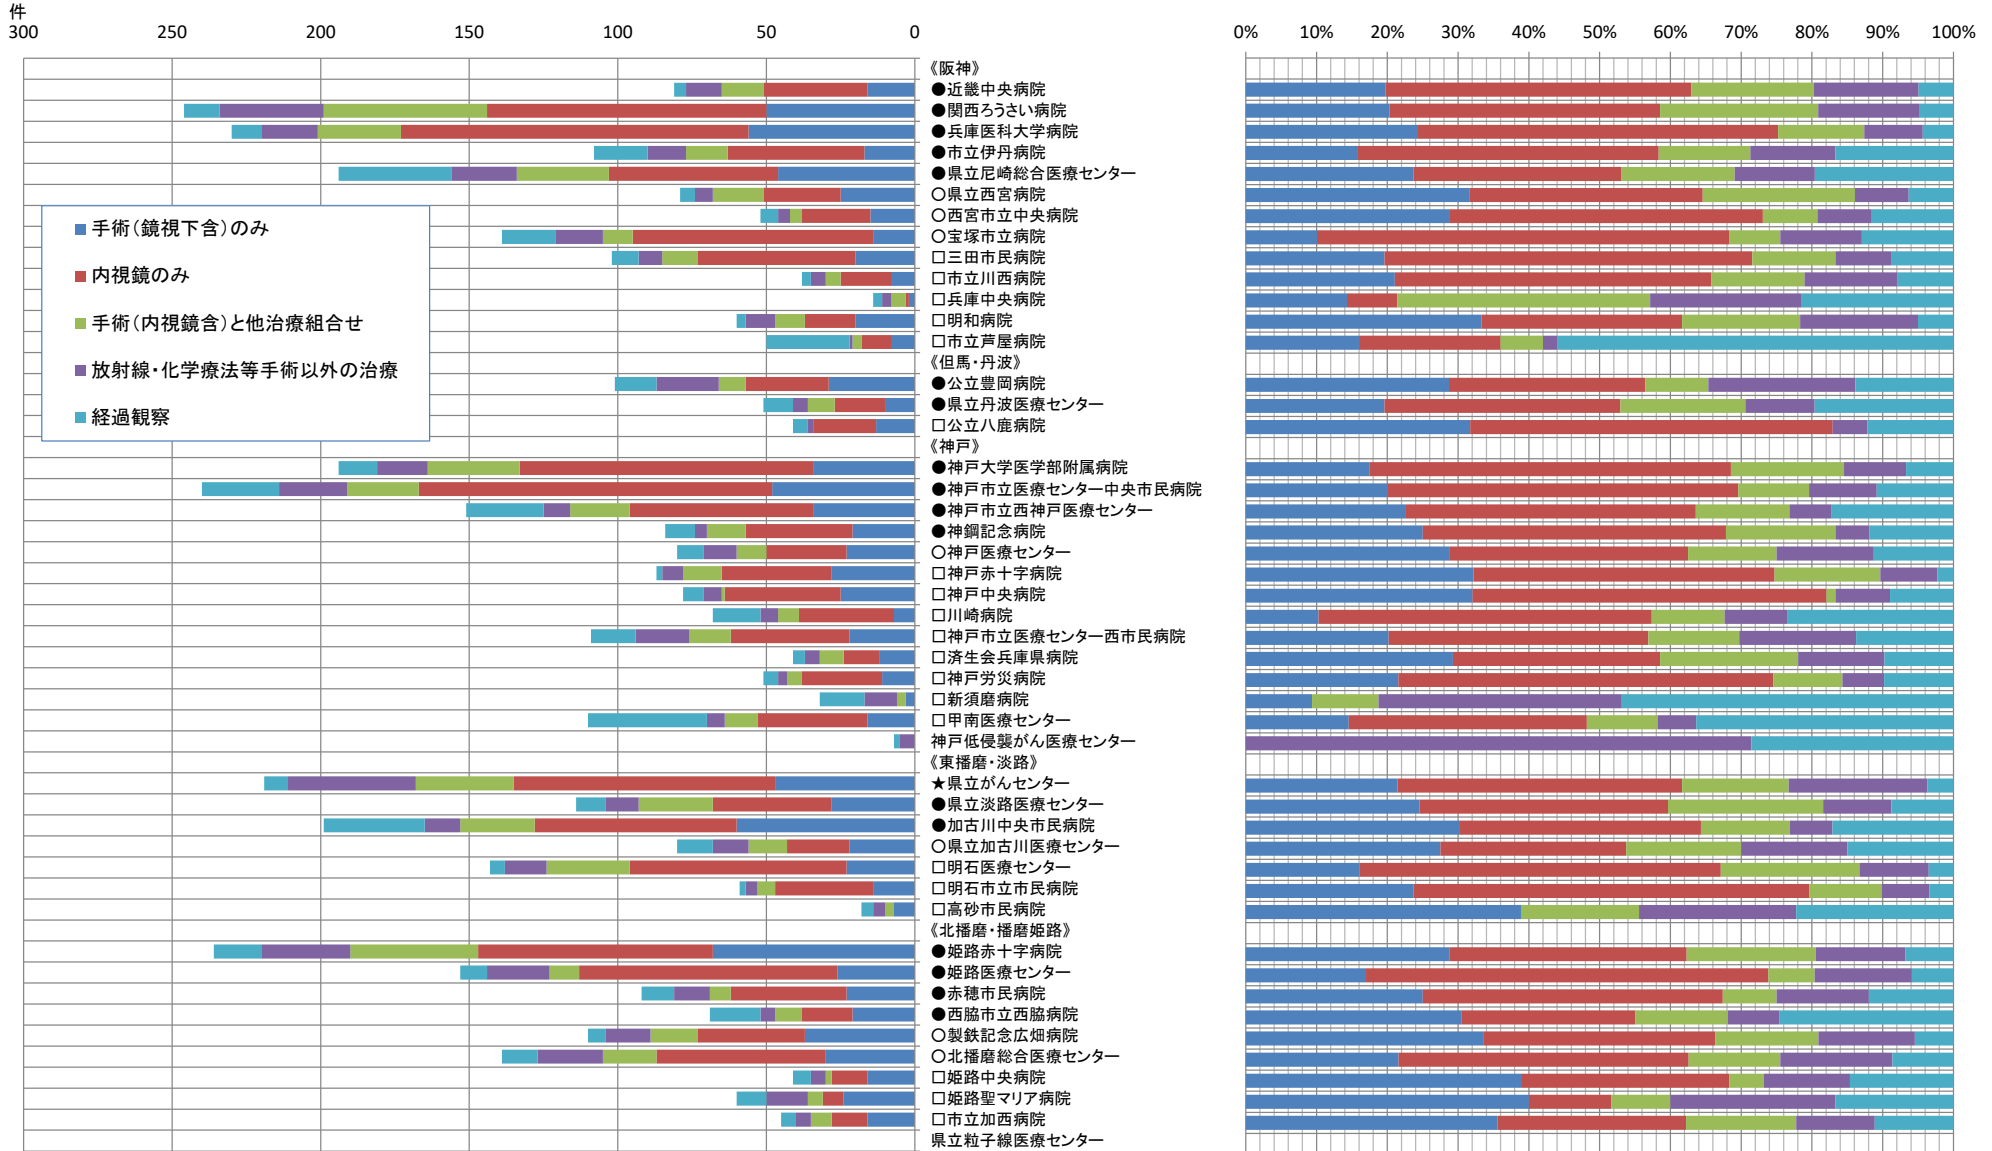 件
300 250 200 150 100 50 0
0% 10% 20% 30% 40% 50% 60% 70% 80% 90% 100%
手術(鏡視下含)のみ
内視鏡のみ
手術(内視鏡含)と他治療組合せ
放射線・化学療法等手術以外の治療
経過観察
《阪神》
●近畿中央病院
●関西ろうさい病院
●兵庫医科大学病院
●市立伊丹病院
●県立尼崎総合医療センター
○県立西宮病院
○西宮市立中央病院
○宝塚市立病院
□三田市民病院
□市立川西病院
□兵庫中央病院
□明和病院
□市立芦屋病院
《但馬・丹波》
●公立豊岡病院
●県立丹波医療センター
□公立八鹿病院
《神戸》
●神戸大学医学部附属病院
●神戸市立医療センター中央市民病院
●神戸市立西神戸医療センター
●神鋼記念病院
○神戸医療センター
□神戸赤十字病院
□神戸中央病院
□川崎病院
□神戸市立医療センター西市民病院
□済生会兵庫県病院
□神戸労災病院
□新須磨病院
□甲南医療センター
神戸低侵襲がん医療センター
《東播磨・淡路》
★県立がんセンター
●県立淡路医療センター
●加古川中央市民病院
○県立加古川医療センター
□明石医療センター
□明石市立市民病院
□高砂市民病院
《北播磨・播磨姫路》
●姫路赤十字病院
●姫路医療センター
●赤穂市民病院
●西脇市立西脇病院
○製鉄記念広畑病院
○北播磨総合医療センター
□姫路中央病院
□姫路聖マリア病院
□市立加西病院
県立粒子線医療センター